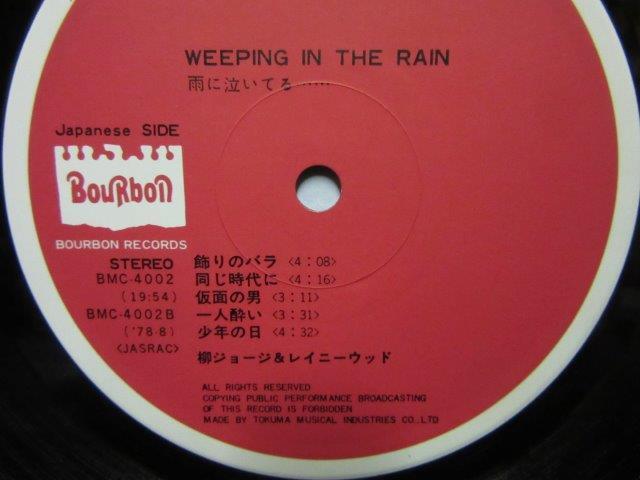 WEEPING IN THE RAIN
雨に泣いてる……
Japanese SIDE
BouRbon
BOURBON RECORDS
STEREO
BMC-4002
(19:54)
BMC-4002B
('78·8)
<JASRAC>
飾りのバラ <4:08>
同じ時代に <4:16>
仮面の男 <3:11>
一人酔い <3:31>
少年の日 <4:32>
柳ジョージ&レイニーウッド
ALL RIGHTS RESERVED
COPYING PUBLIC PERFORMANCE BROADCASTING
OF THIS RECORD IS FORBIDDEN
MADE BY TOKUMA MUSICAL INDUSTRIES CO.,LTD